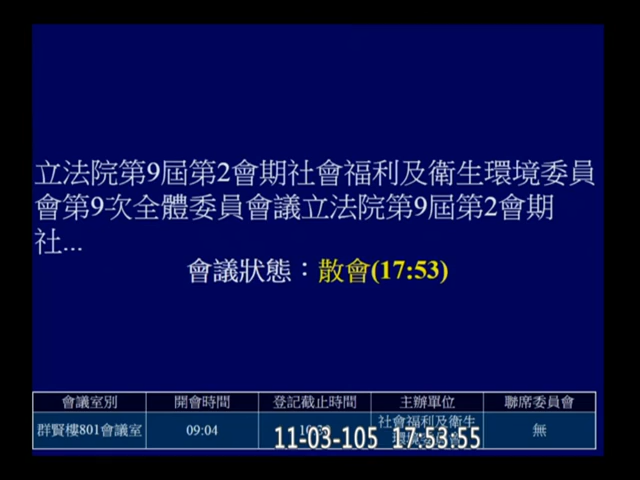 立法院第9屆第2會期社會福利及衛生環境委員
會第9次全體委員會議立法院第9屆第2會期
社...
會議狀態：散會(17:53)
會議室別 開會時間 登記截止時間 主辦單位 聯席委員會
群賢樓801會議室 09:04 社會福利及衛生 無
11-03-105 17:53:55